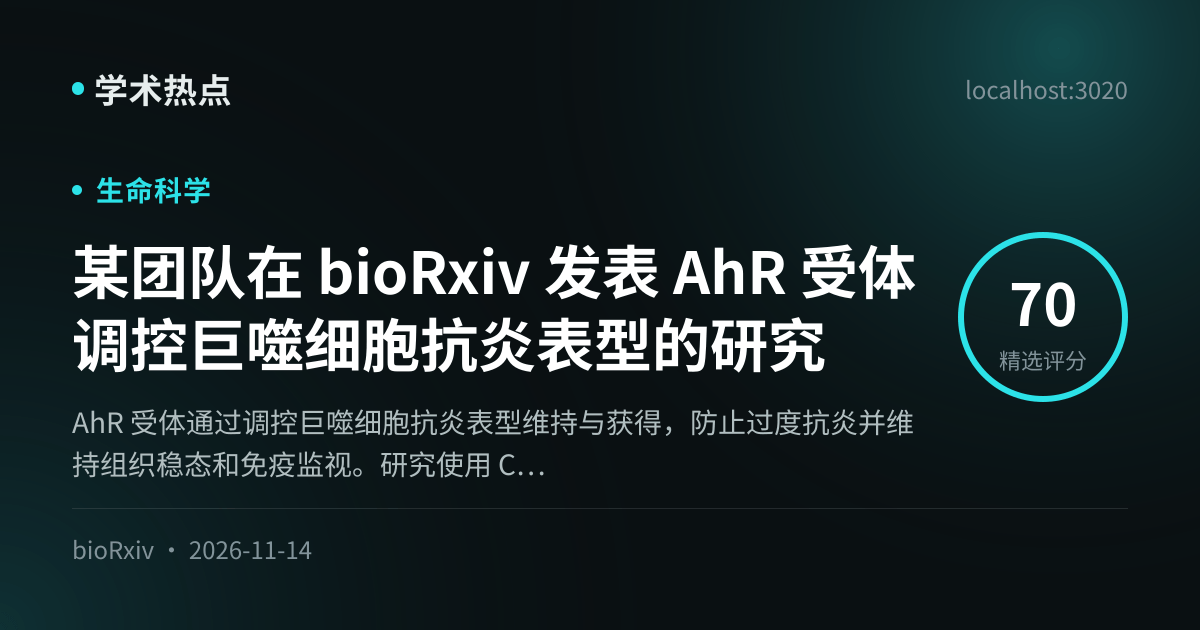 学术热点
localhost:3020
生命科学
某团队在 bioRxiv 发表 AhR 受体
调控巨噬细胞抗炎表型的研究
70
精选评分
AhR 受体通过调控巨噬细胞抗炎表型维持与获得，防止过度抗炎并维
持组织稳态和免疫监视。研究使用 C…
bioRxiv • 2026-11-14